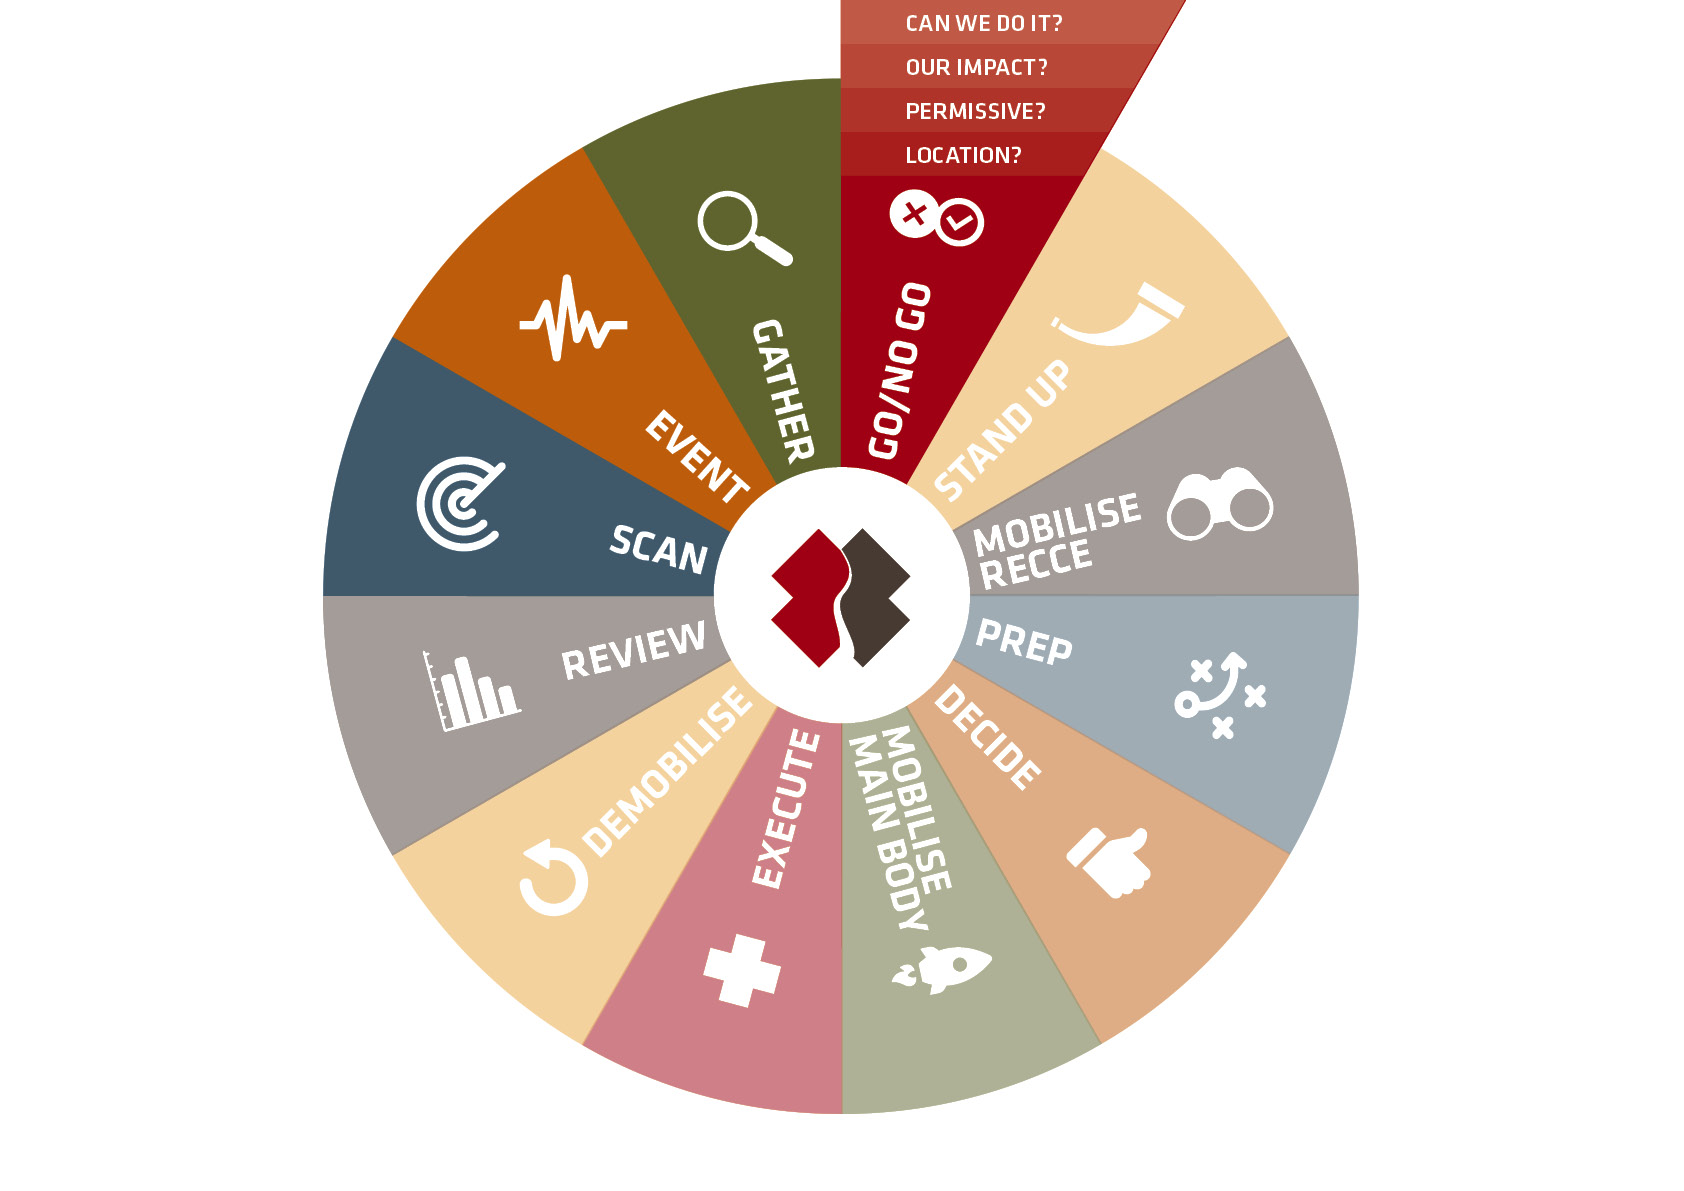 CAN WE DO IT?
OUR IMPACT?
PERMISSIVE?
LOCATION?
GO/NO GO
STAND UP
MOBILISE
RECCE
PREP
DECIDE
MOBILISE
MAIN BODY
EXECUTE
DEMOBILISE
REVIEW
SCAN
EVENT
GATHER